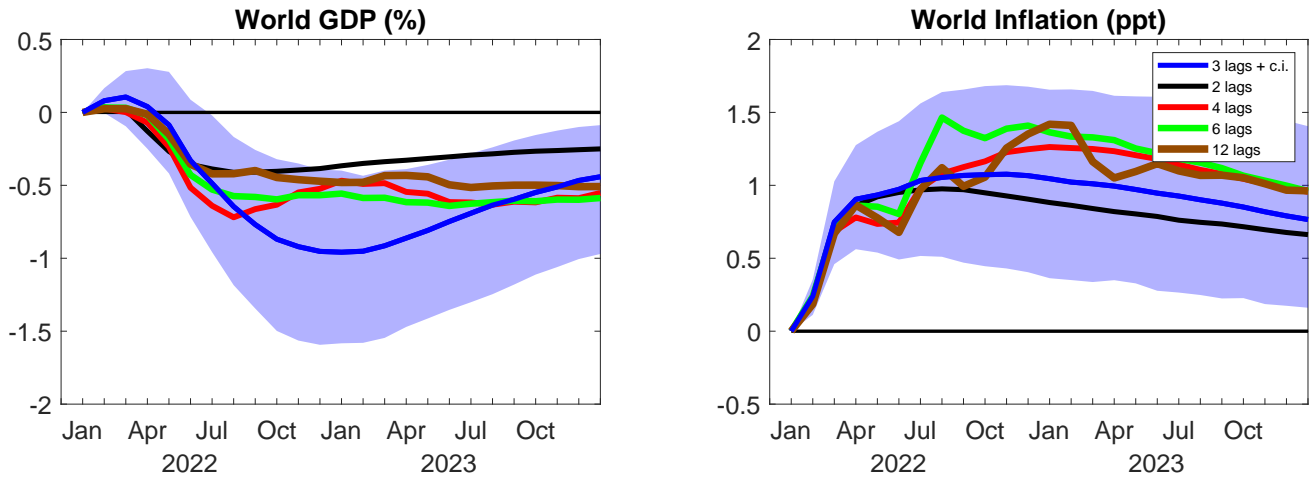 World GDP (%)
0.5
0
-0.5
-1
-1.5
-2
Jan Apr Jul Oct Jan Apr Jul Oct
2022 2023
World Inflation (ppt)
2
1.5
1
0.5
0
-0.5
3 lags + c.i.
2 lags
4 lags
6 lags
12 lags
Jan Apr Jul Oct Jan Apr Jul Oct
2022 2023